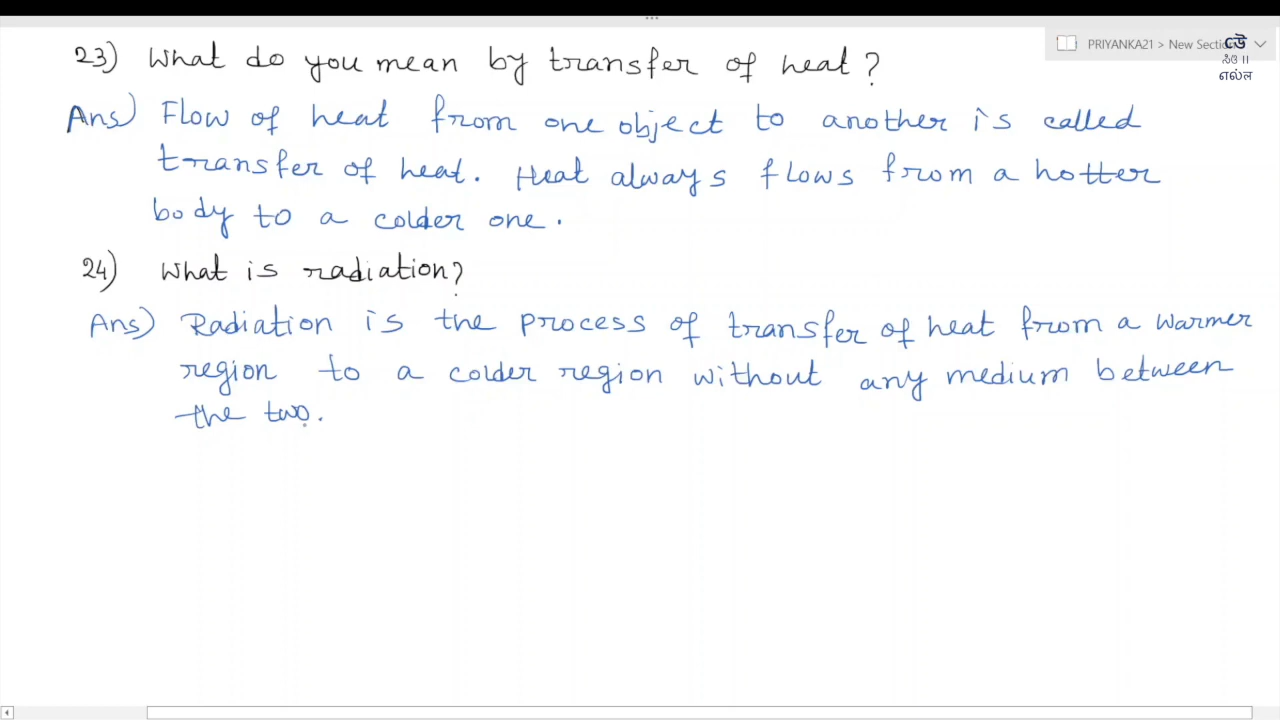 23) What do you mean by transfer of heat?
PRIYANKA21 > New Section
Ans) Flow of heat from one object to another is called
transfer of heat. Heat always flows from a hotter
body to a colder one.
24) What is radiation?
Ans) Radiation is the process of transfer of heat from a warmer
region to a colder region without any medium between
the two.